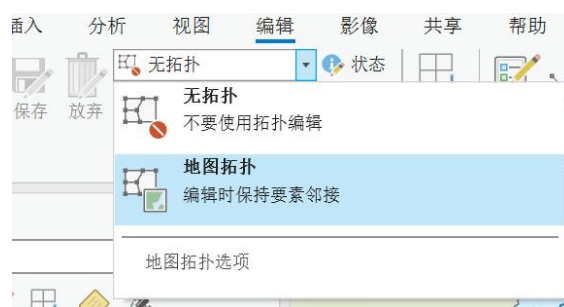 插入 分析 视图 编辑 影像 共享 帮助
无拓扑 状态
保存 放弃
无拓扑
不要使用拓扑编辑
地图拓扑
编辑时保持要素邻接
地图拓扑选项